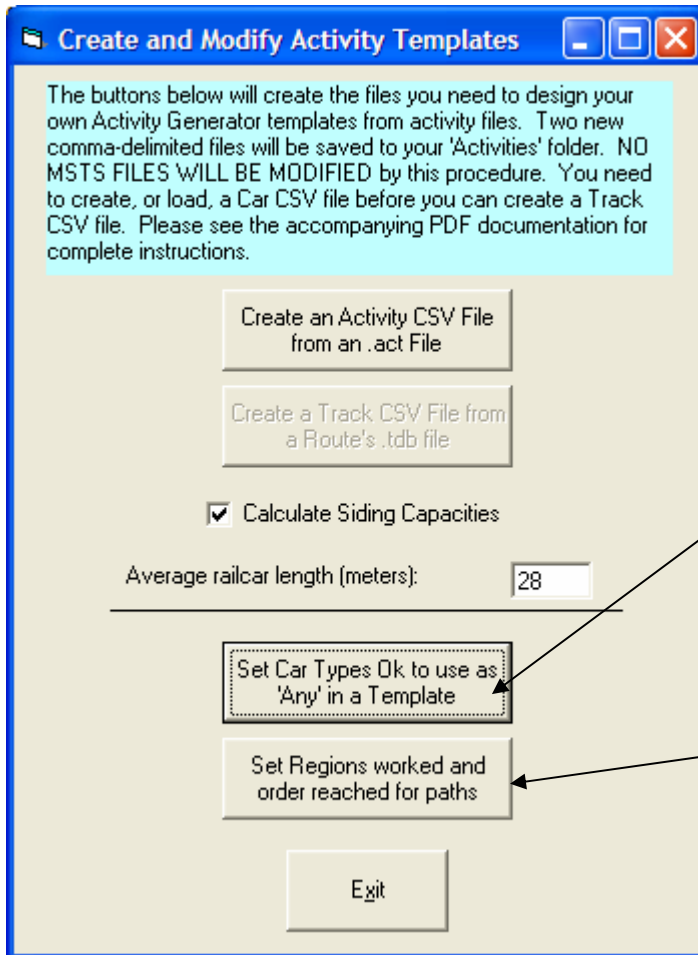 Create and Modify Activity Templates
The buttons below will create the files you need to design your
own Activity Generator templates from activity files. Two new
comma-delimited files will be saved to your 'Activities' folder. NO
MSTS FILES WILL BE MODIFIED by this procedure. You need
to create, or load, a Car CSV file before you can create a Track
CSV file. Please see the accompanying PDF documentation for
complete instructions.
Create an Activity CSV File
from an .act File
Create a Track CSV File from
a Route's .tdb file
Calculate Siding Capacities
Average railcar length (meters): 28
Set Car Types Ok to use as
'Any' in a Template
Set Regions worked and
order reached for paths
Exit